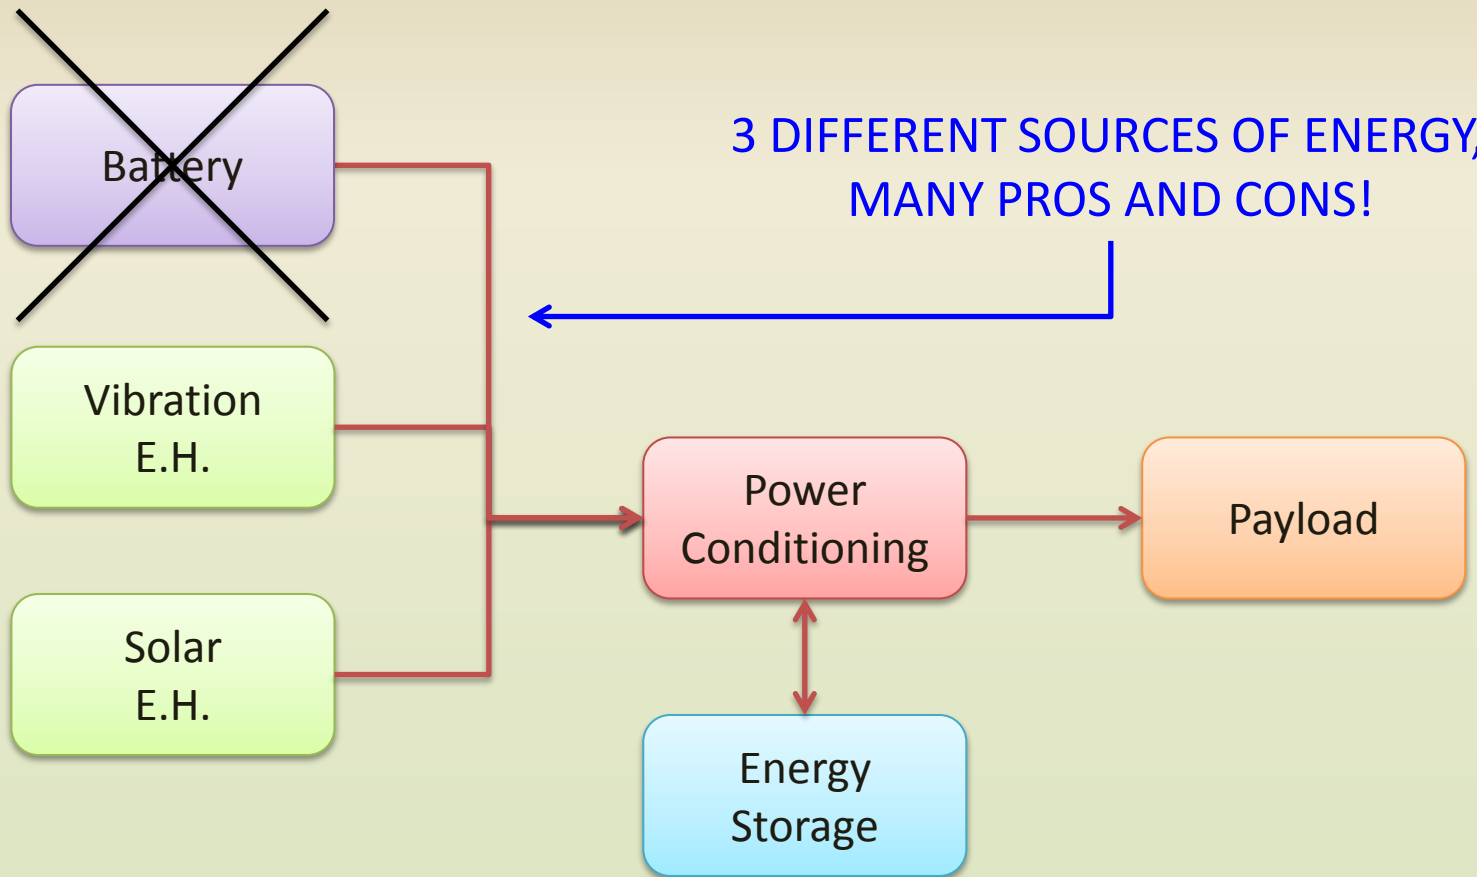 Battery
3 DIFFERENT SOURCES OF ENERGY,
MANY PROS AND CONS!
Vibration
E.H.
Power
Conditioning
Payload
Solar
E.H.
Energy
Storage